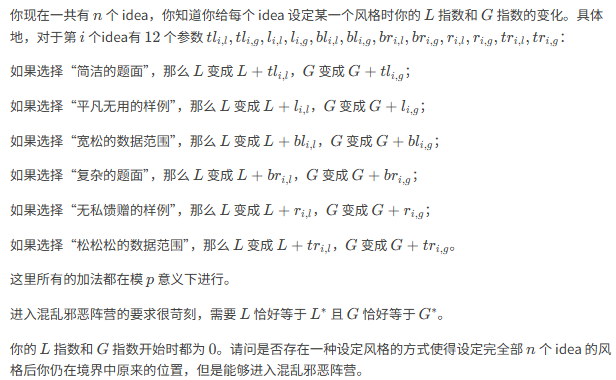 你现在一共有 $n$ 个 idea，你知道你给每个 idea 设定某一个风格时你的 $L$ 指数和 $G$ 指数的变化。具体
地，对于第 $i$ 个idea有 12 个参数 $tl_{i,l}, tl_{i,g}, l_{i,l}, l_{i,g}, bl_{i,l}, bl_{i,g}, br_{i,l}, br_{i,g}, r_{i,l}, r_{i,g}, tr_{i,l}, tr_{i,g}$：
如果选择“简洁的题面”，那么 $L$ 变成 $L + tl_{i,l}$，$G$ 变成 $G + tl_{i,g}$；
如果选择“平凡无用的样例”，那么 $L$ 变成 $L + l_{i,l}$，$G$ 变成 $G + l_{i,g}$；
如果选择“宽松的数据范围”，那么 $L$ 变成 $L + bl_{i,l}$，$G$ 变成 $G + bl_{i,g}$；
如果选择“复杂的题面”，那么 $L$ 变成 $L + br_{i,l}$，$G$ 变成 $G + br_{i,g}$；
如果选择“无私馈赠的样例”，那么 $L$ 变成 $L + r_{i,l}$，$G$ 变成 $G + r_{i,g}$；
如果选择“松松松的数据范围”，那么 $L$ 变成 $L + tr_{i,l}$，$G$ 变成 $G + tr_{i,g}$。
这里所有的加法都在模 $p$ 意义下进行。
进入混乱邪恶阵营的要求很苛刻，需要 $L$ 恰好等于 $L^*$ 且 $G$ 恰好等于 $G^*$。
你的 $L$ 指数和 $G$ 指数开始时都为 0。请问是否存在一种设定风格的方式使得设定完全部 $n$ 个 idea 的风
格后你仍在境界中原来的位置，但是能够进入混乱邪恶阵营。